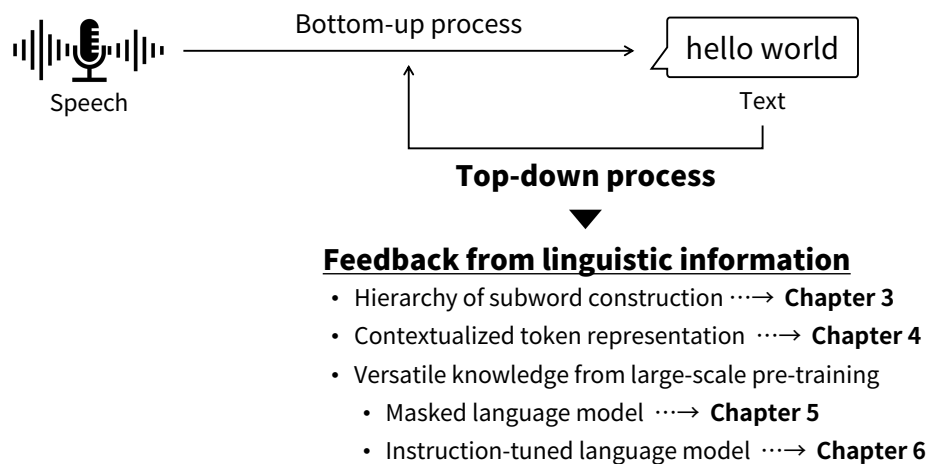 Bottom-up process
hello world
Speech
Text
Top-down process
Feedback from linguistic information
• Hierarchy of subword construction ⋯→ Chapter 3
• Contextualized token representation ⋯→ Chapter 4
• Versatile knowledge from large-scale pre-training
• Masked language model ⋯→ Chapter 5
• Instruction-tuned language model ⋯→ Chapter 6